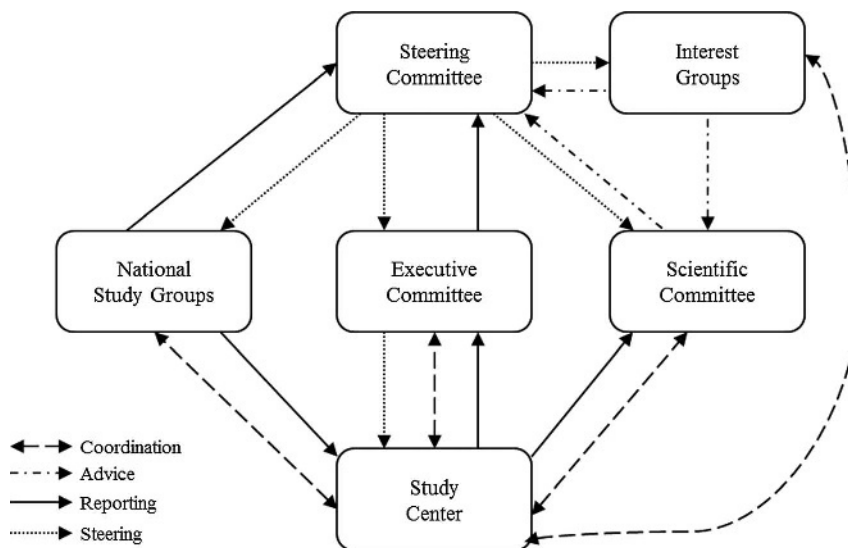 Steering
Committee
Interest
Groups
National
Study Groups
Executive
Committee
Scientific
Committee
Study
Center
Coordination
Advice
Reporting
Steering